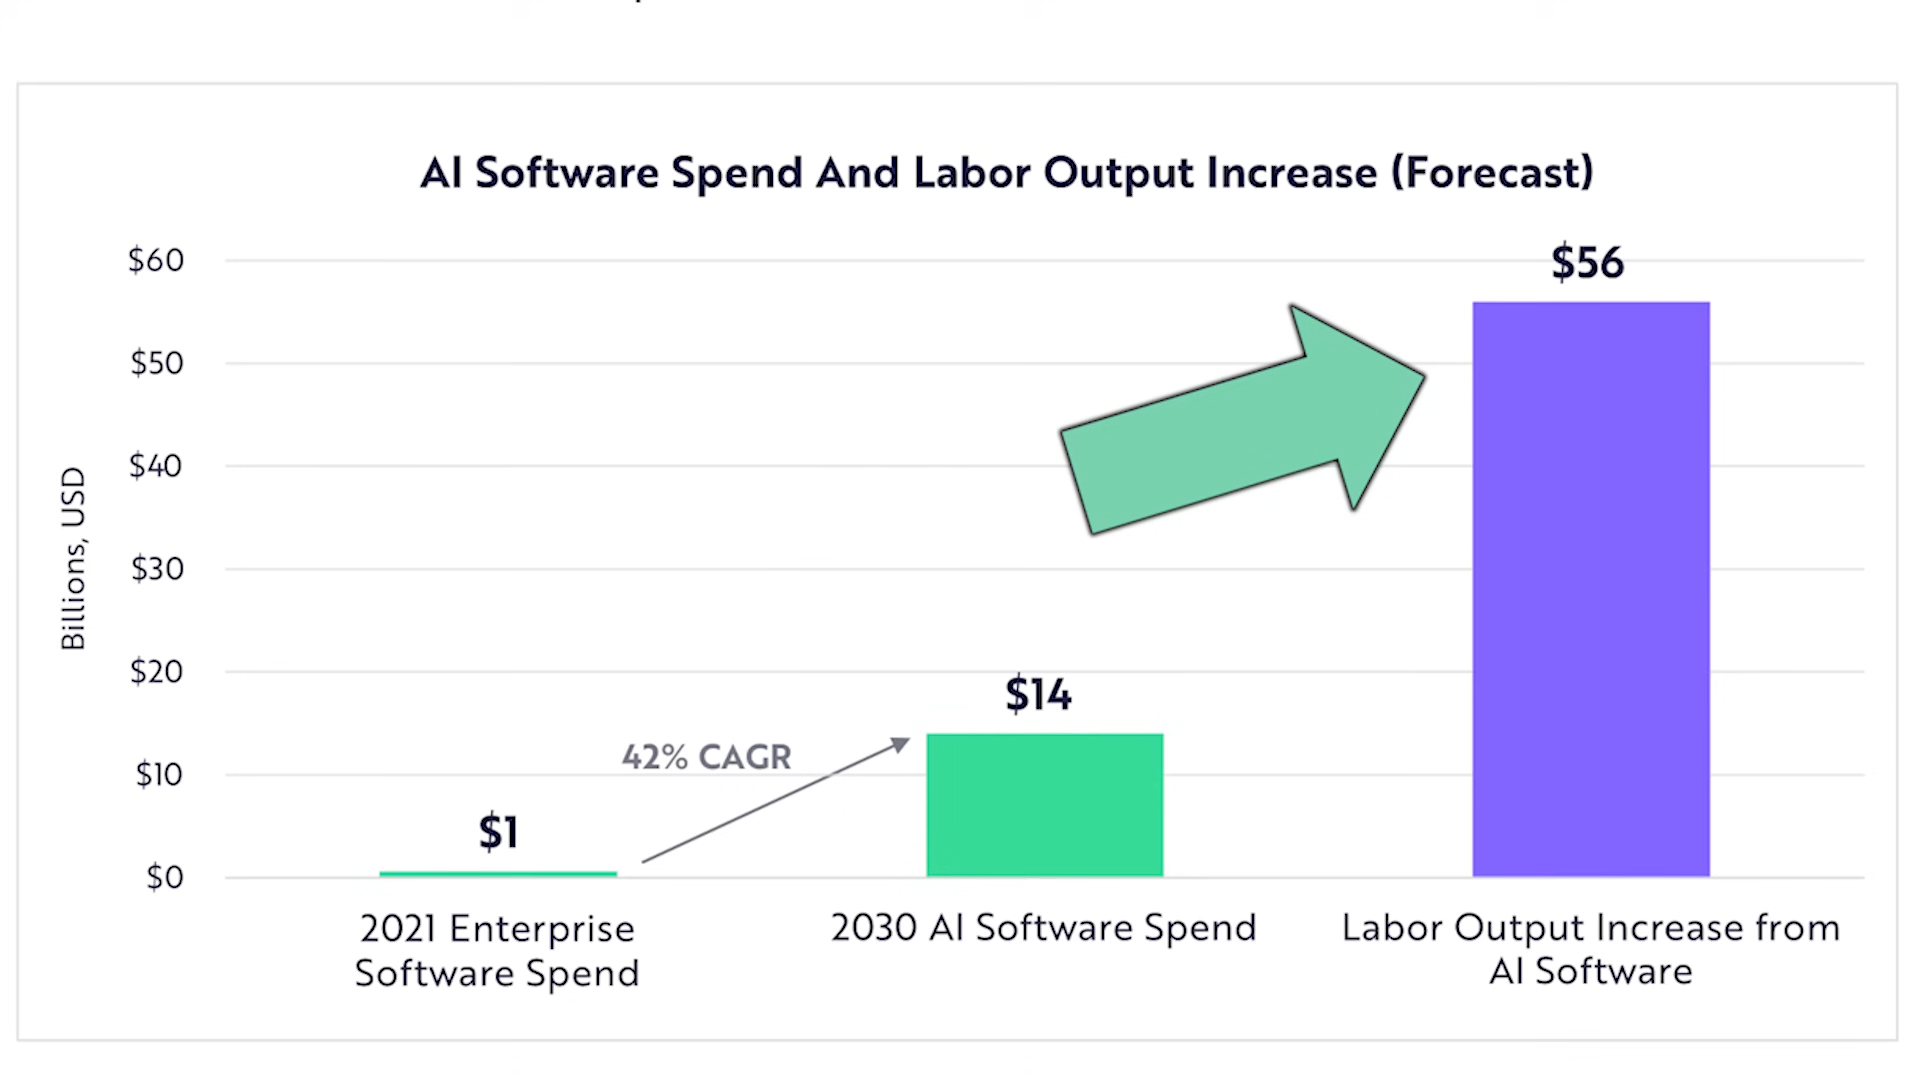 AI Software Spend And Labor Output Increase (Forecast)
$60
$50
$40
$30
$20
$10
$0
Billions, USD
$1
42% CAGR
$14
$56
2021 Enterprise
Software Spend
2030 AI Software Spend
Labor Output Increase from
AI Software